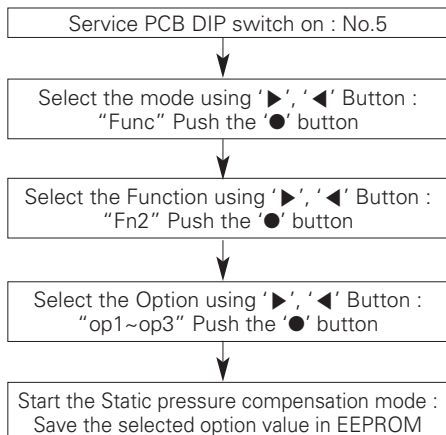 Service PCB DIP switch on : No.5
Select the mode using ‘▶’, ‘◀’ Button :
“Func” Push the ‘●’ button
Select the Function using ‘▶’, ‘◀’ Button :
“Fn2” Push the ‘●’ button
Select the Option using ‘▶’, ‘◀’ Button :
“op1~op3” Push the ‘●’ button
Start the Static pressure compensation mode :
Save the selected option value in EEPROM